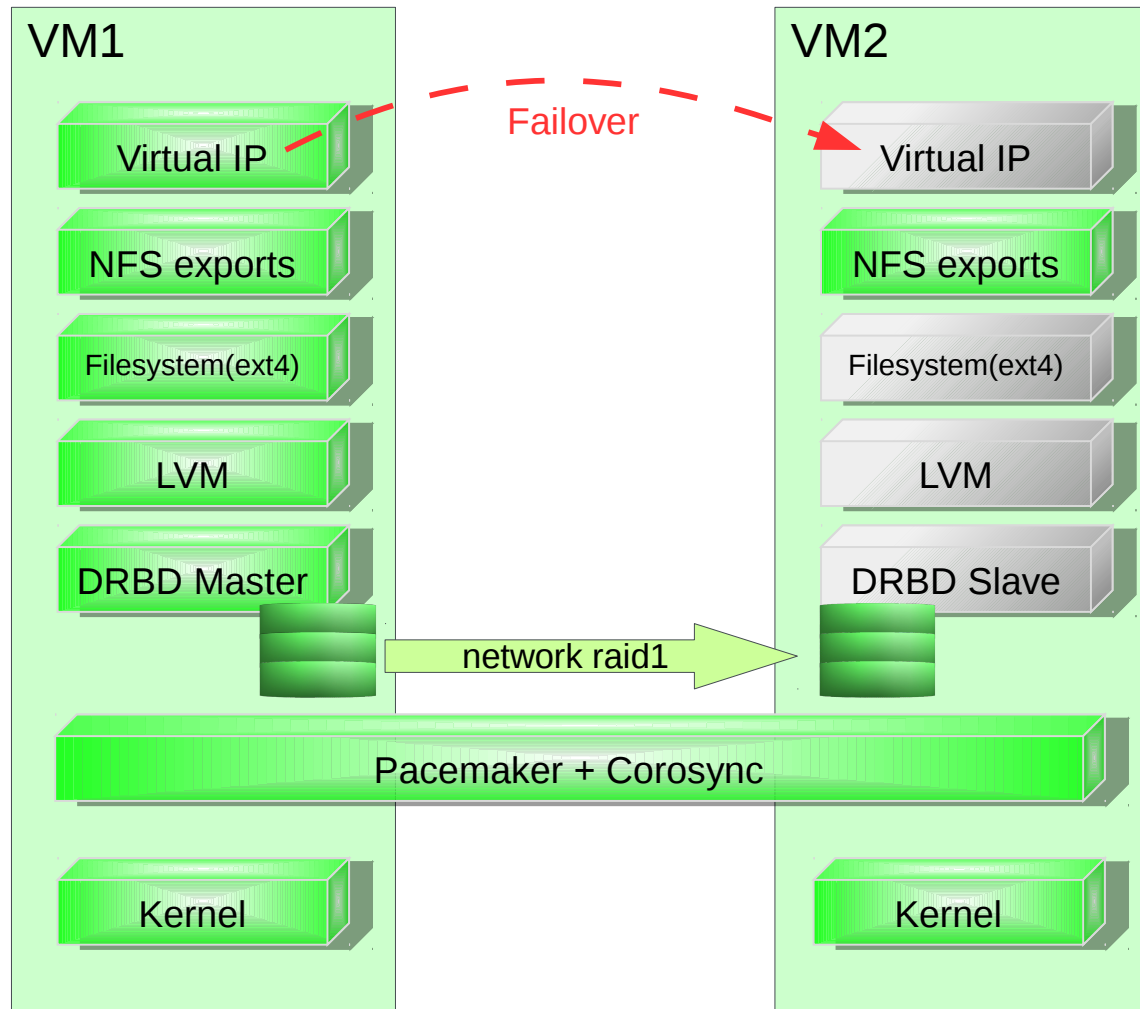 VM1
VM2
Failover
Virtual IP
Virtual IP
NFS exports
NFS exports
Filesystem(ext4)
Filesystem(ext4)
LVM
LVM
DRBD Master
DRBD Slave
network raid1
Pacemaker + Corosync
Kernel
Kernel